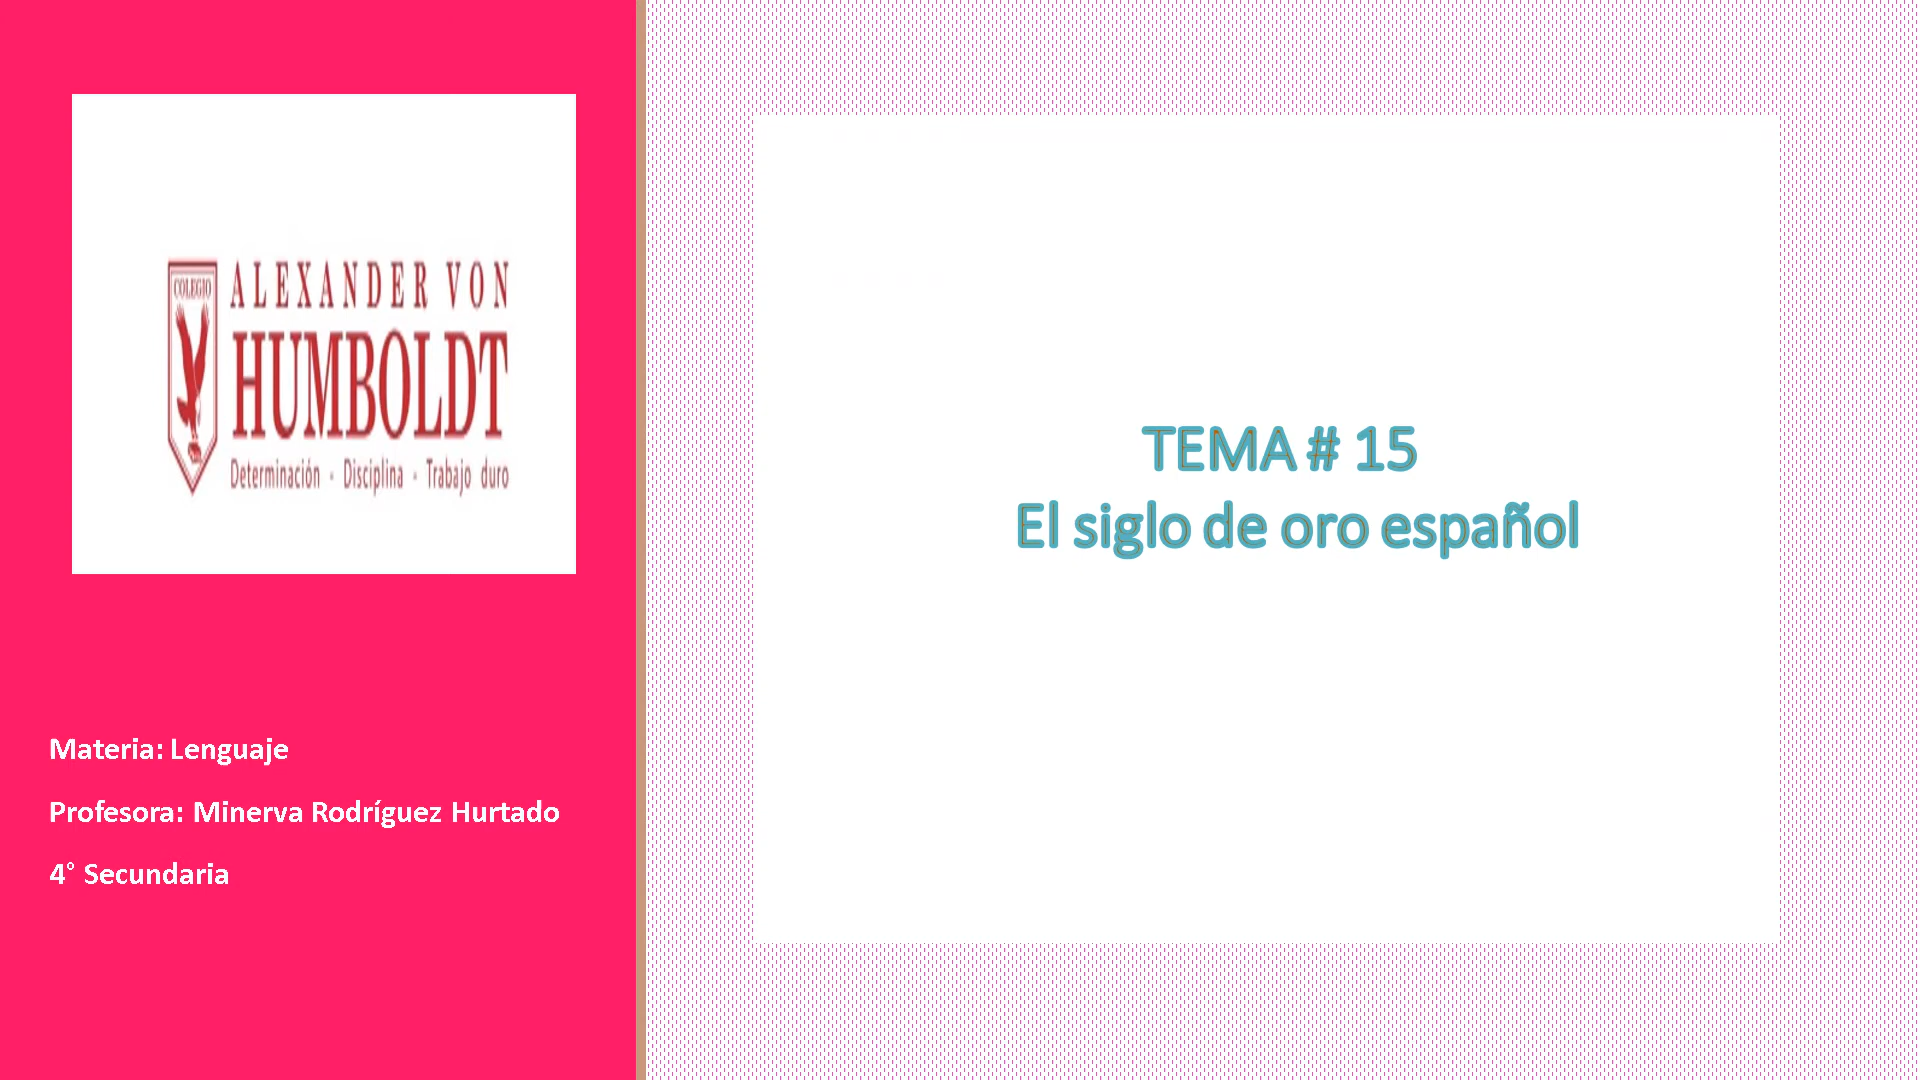 COLEGIO
ALEXANDER VON
HUMBOLDT
Determinación - Disciplina - Trabajo duro
Materia: Lenguaje
Profesora: Minerva Rodríguez Hurtado
4° Secundaria
TEMA # 15
El siglo de oro español